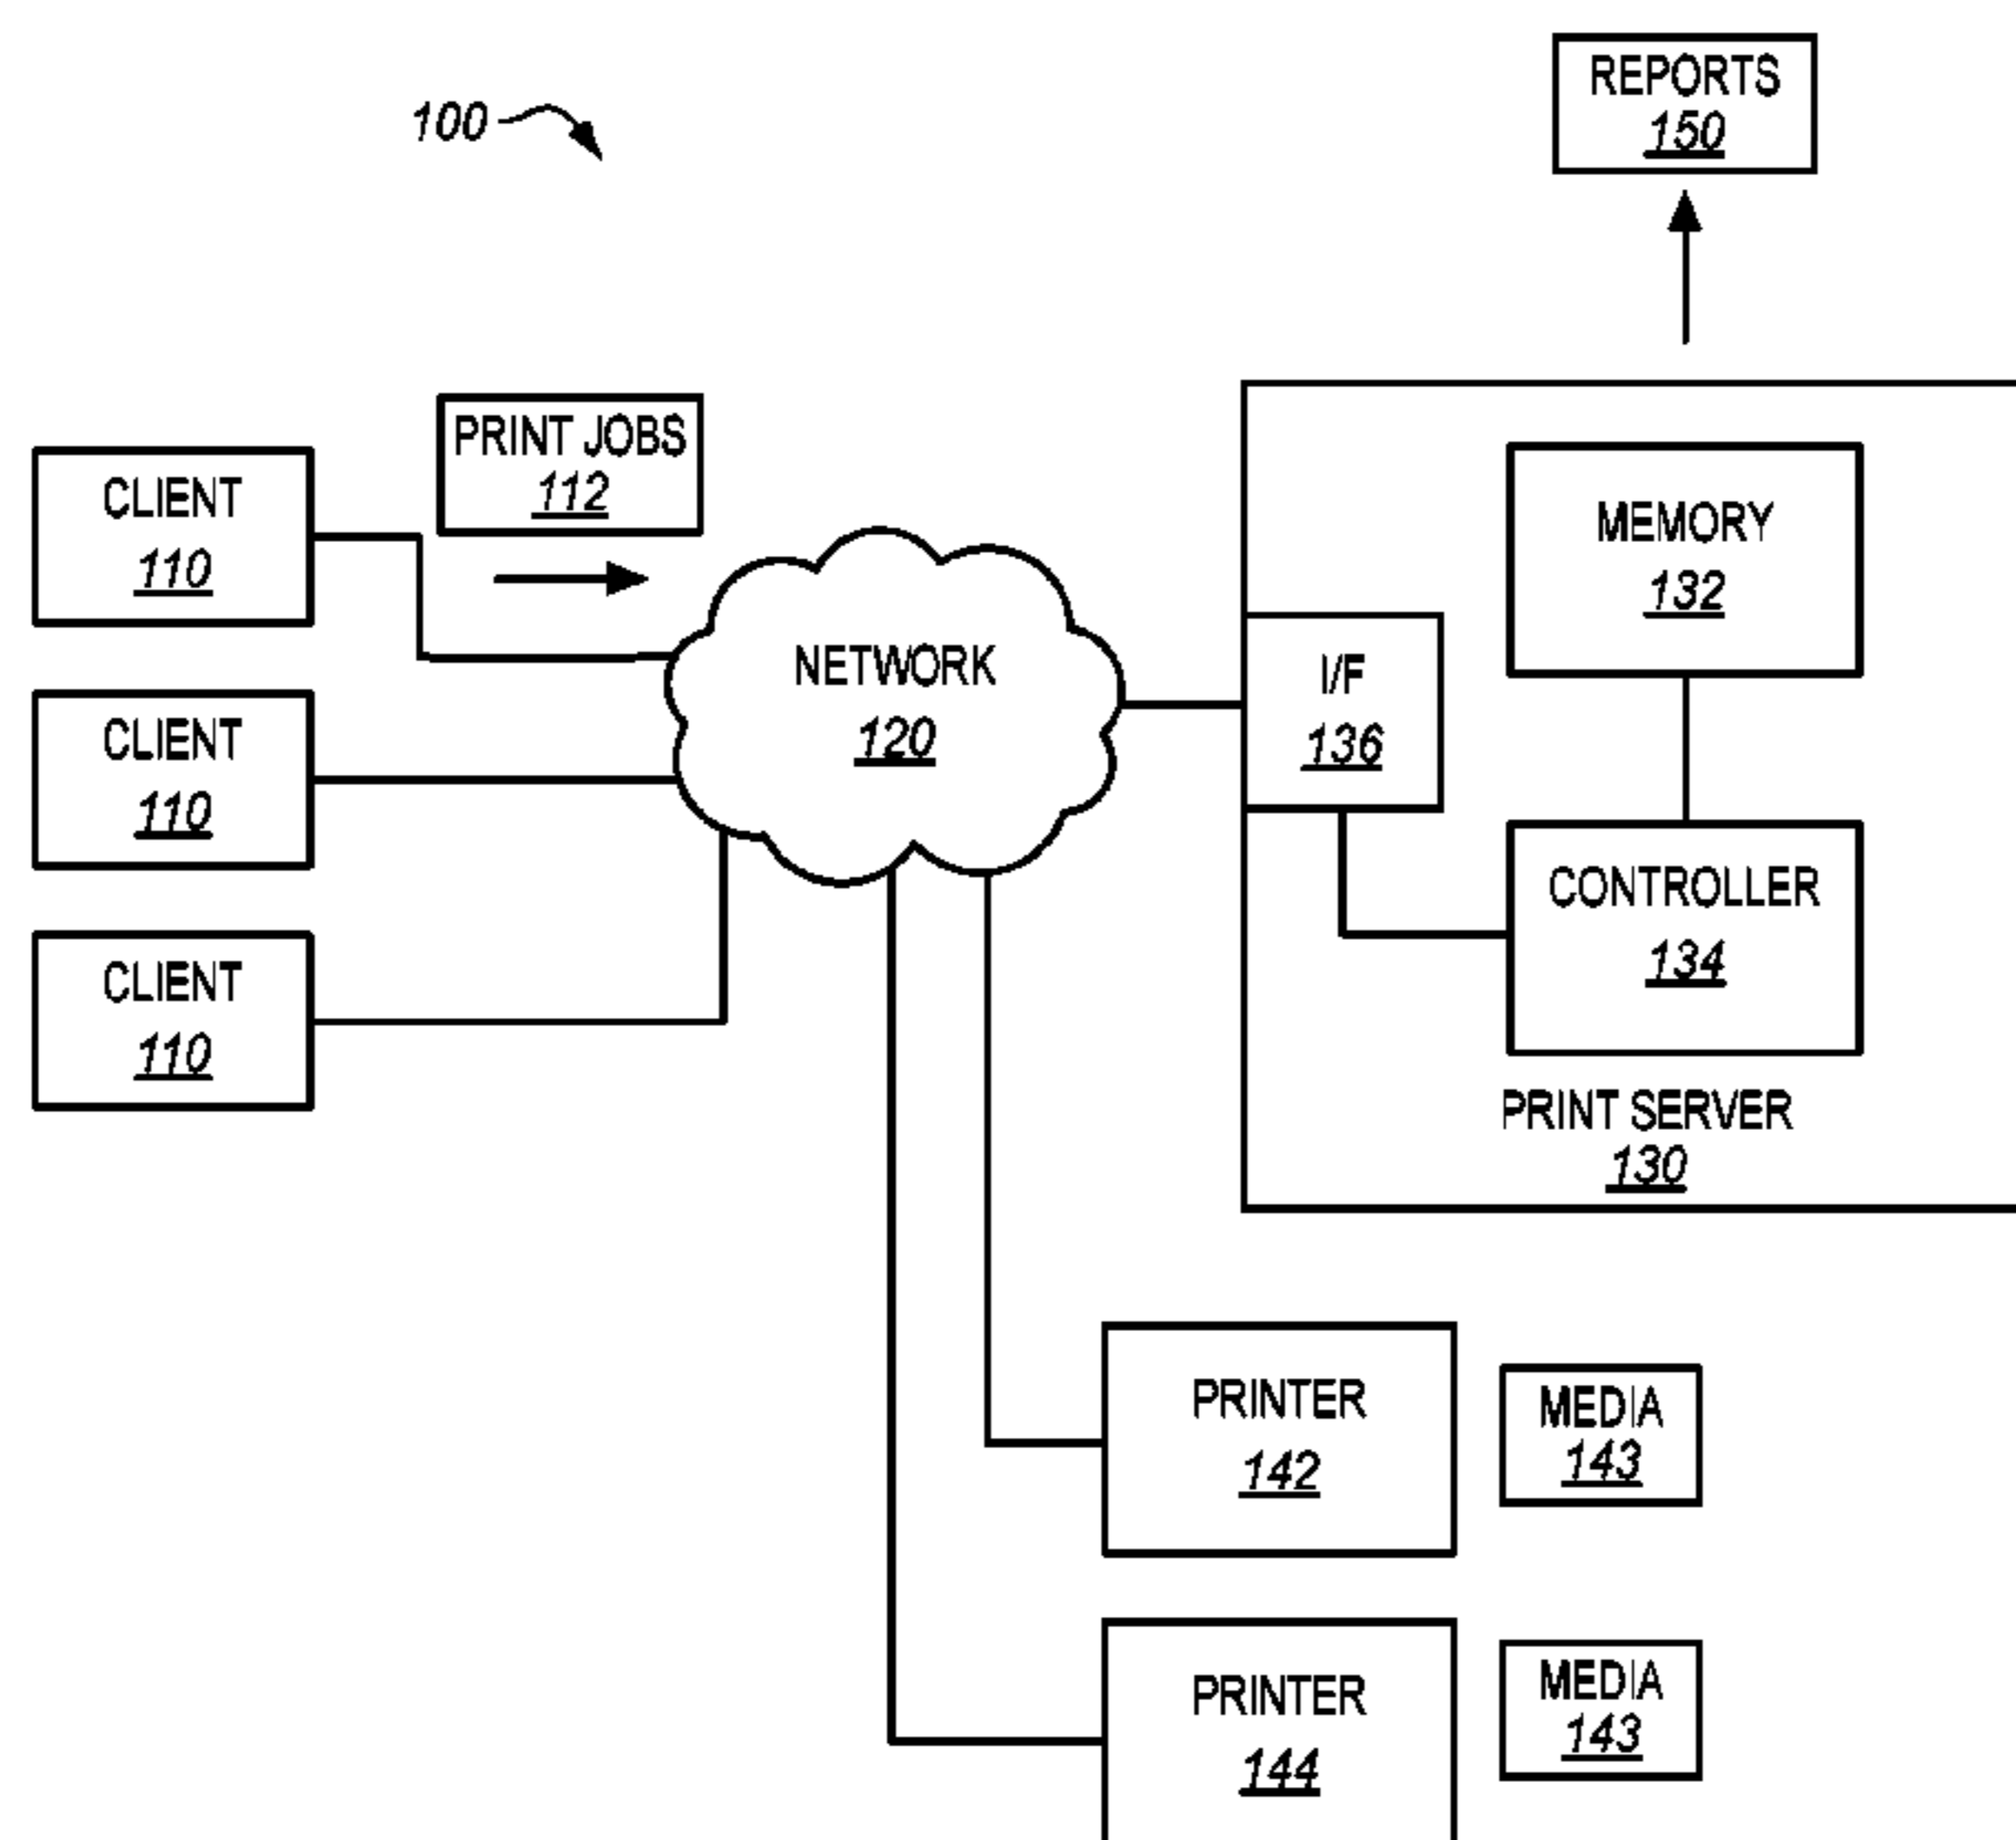 REPORTS
150
100
PRINT JOBS
112
CLIENT
110
MEMORY
132
NETWORK
120
I/F
136
CLIENT
110
CONTROLLER
134
CLIENT
110
PRINT SERVER
130
PRINTER
142
MEDIA
143
PRINTER
144
MEDIA
143